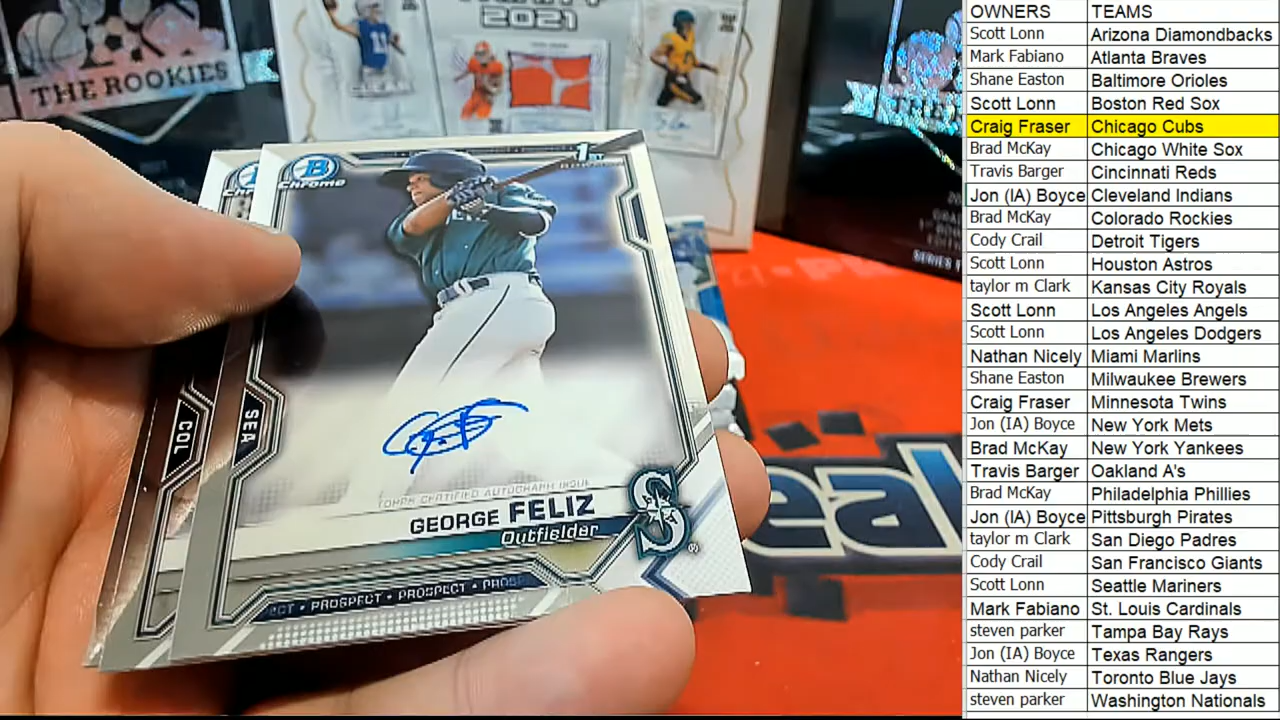 THE ROOKIES
2021
11
SERIES
B
Chrome
1ST
COL
SEA
TOPPS CERTIFIED AUTOGRAPH ISSUE
GEORGE FELIZ
Outfielder
PROSPECT • PROSPECT
eal
OWNERS TEAMS
Scott Lonn Arizona Diamondbacks
Mark Fabiano Atlanta Braves
Shane Easton Baltimore Orioles
Scott Lonn Boston Red Sox
Craig Fraser Chicago Cubs
Brad McKay Chicago White Sox
Travis Barger Cincinnati Reds
Jon (IA) Boyce Cleveland Indians
Brad McKay Colorado Rockies
Cody Crail Detroit Tigers
Scott Lonn Houston Astros
taylor m Clark Kansas City Royals
Scott Lonn Los Angeles Angels
Scott Lonn Los Angeles Dodgers
Nathan Nicely Miami Marlins
Shane Easton Milwaukee Brewers
Craig Fraser Minnesota Twins
Jon (IA) Boyce New York Mets
Brad McKay New York Yankees
Travis Barger Oakland A's
Brad McKay Philadelphia Phillies
Jon (IA) Boyce Pittsburgh Pirates
taylor m Clark San Diego Padres
Cody Crail San Francisco Giants
Scott Lonn Seattle Mariners
Mark Fabiano St. Louis Cardinals
steven parker Tampa Bay Rays
Jon (IA) Boyce Texas Rangers
Nathan Nicely Toronto Blue Jays
steven parker Washington Nationals